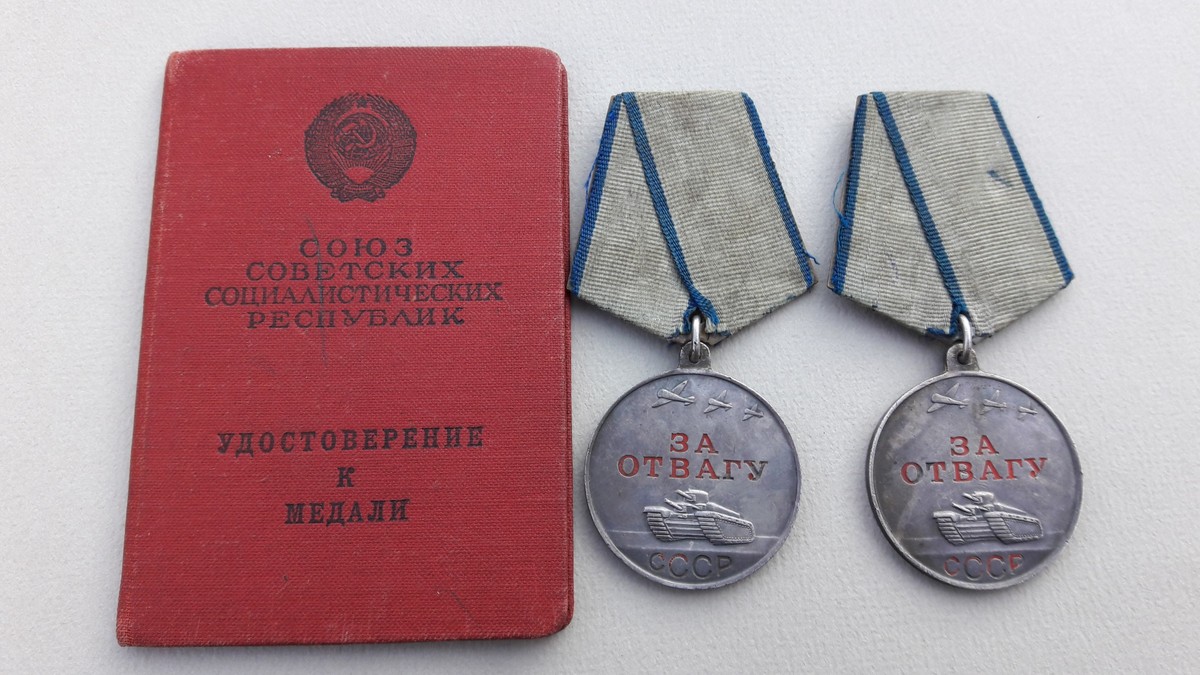 СОЮЗ
СОВЕТСКИХ
СОЦИАЛИСТИЧЕСКИХ
РЕСПУБЛИК
УДОСТОВЕРЕНИЕ
К
МЕДАЛИ
ЗА
ОТВАГУ
СССР
ЗА
ОТВАГУ
СССР